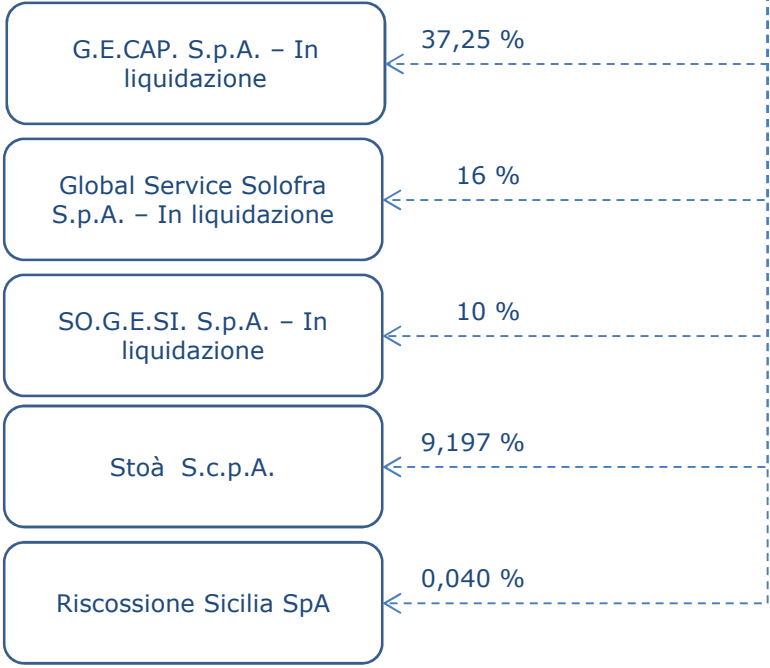 G.E.CAP. S.p.A. – In
liquidazione
37,25 %
Global Service Solofra
S.p.A. – In liquidazione
16 %
SO.G.E.SI. S.p.A. – In
liquidazione
10 %
Stoà S.c.p.A.
9,197 %
Riscossione Sicilia SpA
0,040 %